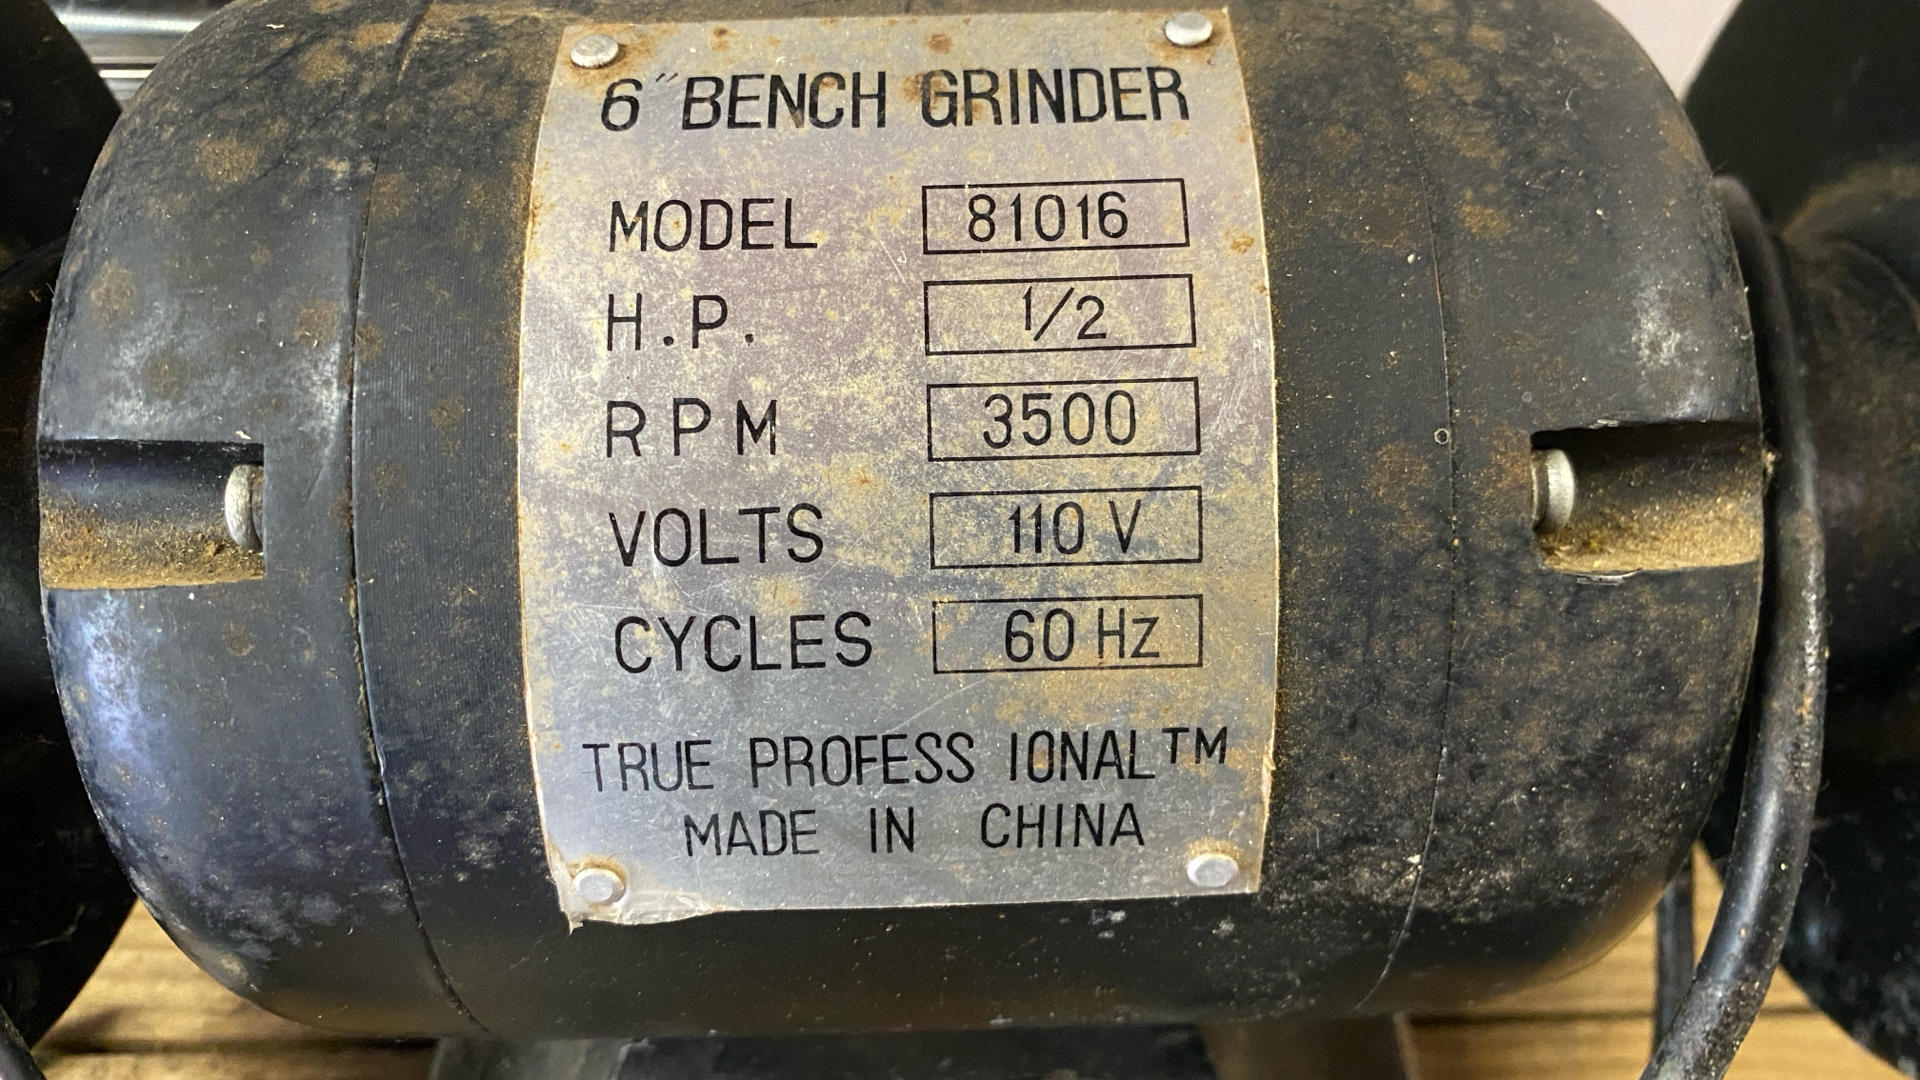 6" BENCH GRINDER
MODEL 81016
H.P. 1/2
RPM 3500
VOLTS 110 V
CYCLES 60 Hz
TRUE PROFESS IONAL™
MADE IN CHINA